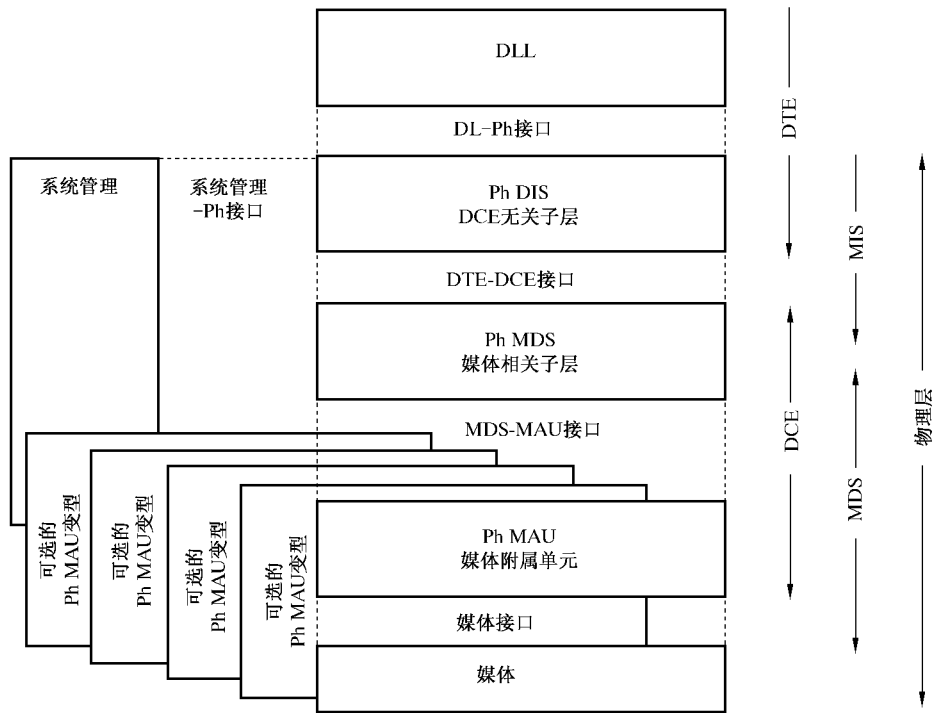 DLL
DL-Ph接口
DTE
系统管理
系统管理
-Ph接口
Ph DIS
DCE无关子层
MIS
DTE-DCE接口
Ph MDS
媒体相关子层
物理层
MDS-MAU接口
DCE
MDS
可选的
Ph MAU变型
可选的
Ph MAU变型
可选的
Ph MAU变型
可选的
Ph MAU变型
Ph MAU
媒体附属单元
媒体接口
媒体